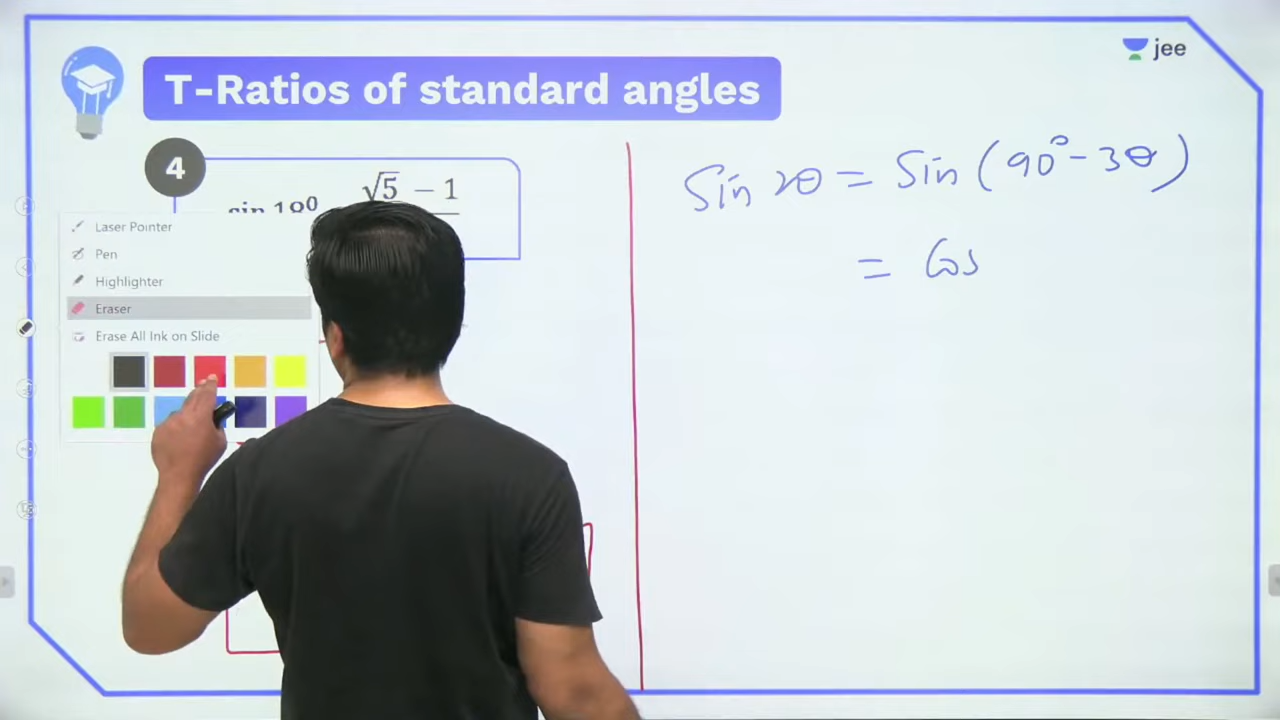 jee
T-Ratios of standard angles
4
sin 18⁰
√5 − 1
Laser Pointer
Pen
Highlighter
Eraser
Erase All Ink on Slide
Sin 2θ = Sin (90° − 3θ)
= Cos